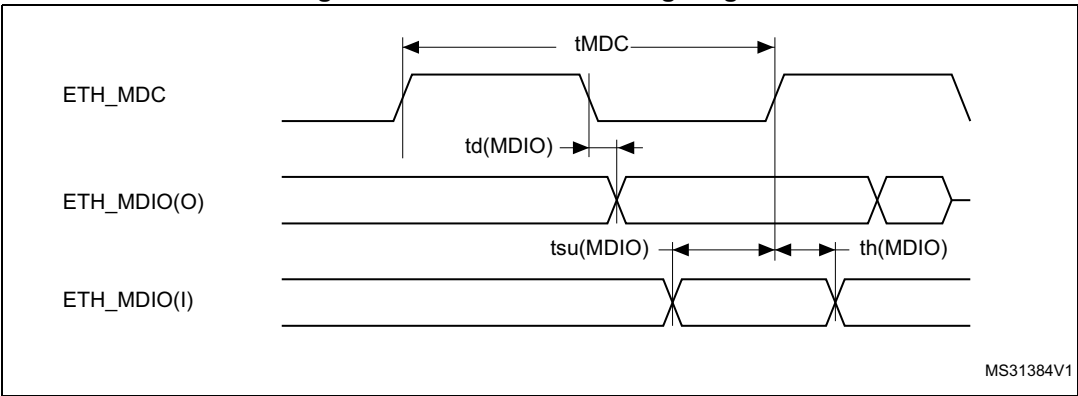 tMDC
ETH_MDC
td(MDIO)
ETH_MDIO(O)
tsu(MDIO)
th(MDIO)
ETH_MDIO(I)
MS31384V1